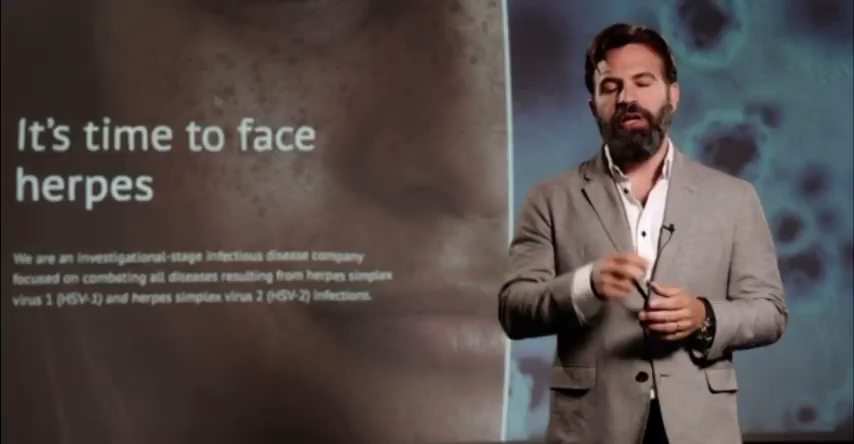 It's time to face
herpes
We are an investigational-stage infectious disease company
focused on combating all diseases resulting from herpes simplex
virus 1 (HSV-1) and herpes simplex virus 2 (HSV-2) infections.